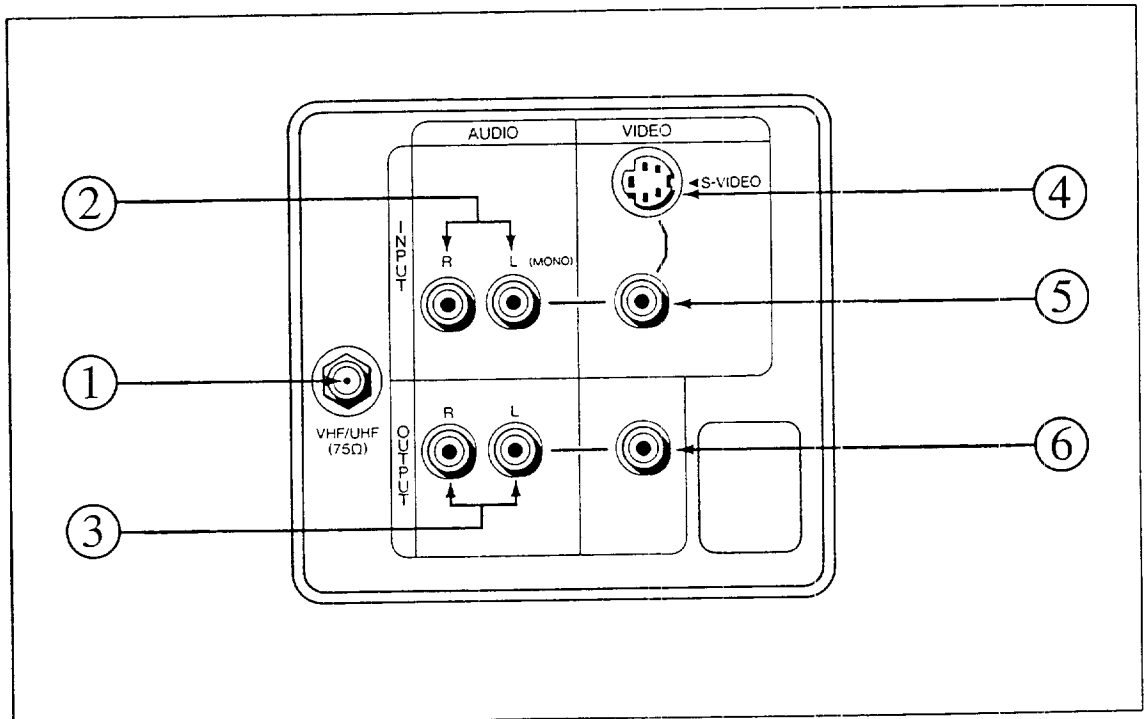 AUDIO VIDEO
◄S-VIDEO
④
②
INPUT
R L (MONO)
⑤
①
VHF/UHF
(75Ω)
OUTPUT
R L
⑥
③